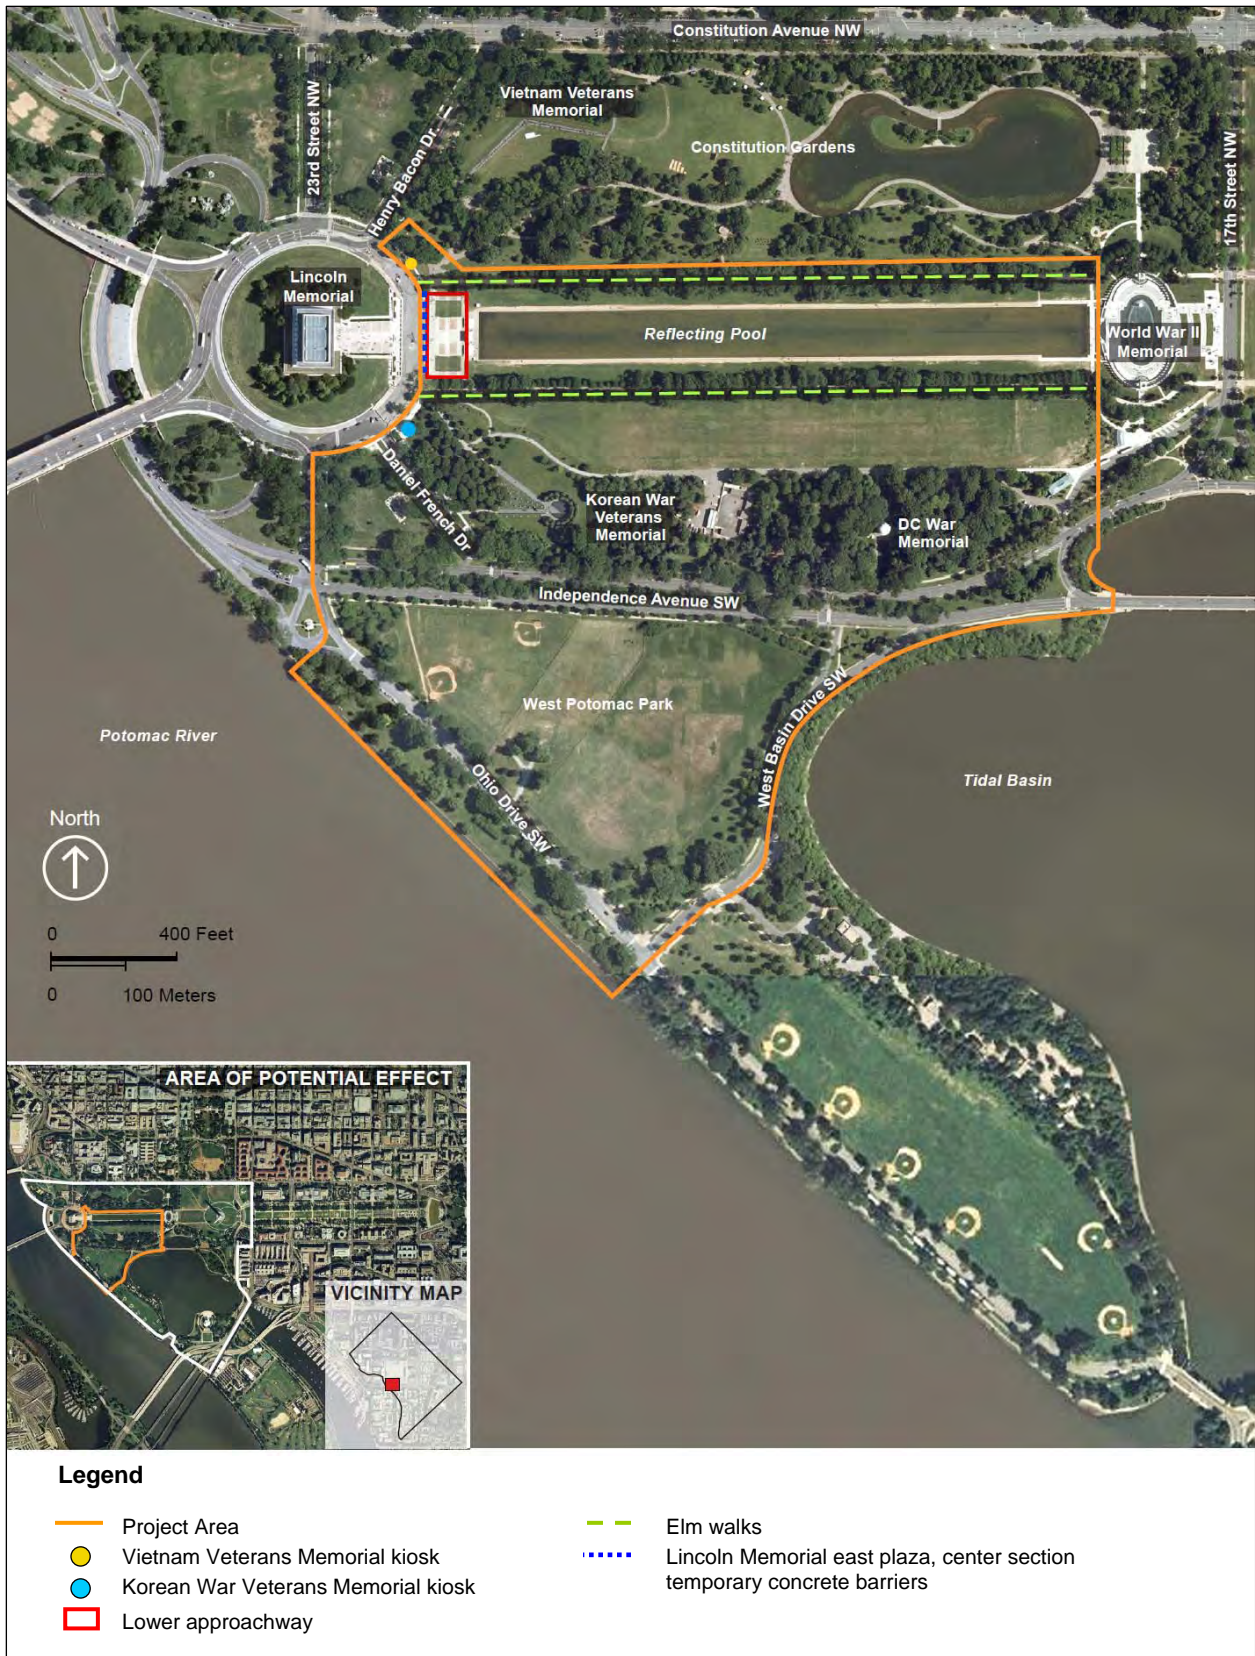 Constitution Avenue NW
23rd Street NW
Henry Bacon Dr.
Vietnam Veterans
Memorial
Constitution Gardens
17th Street NW
Lincoln
Memorial
Reflecting Pool
World War II
Memorial
Daniel French Dr
Korean War
Veterans
Memorial
DC War
Memorial
Independence Avenue SW
West Potomac Park
West Basin Drive SW
Ohio Drive SW
Potomac River
Tidal Basin
North
0 400 Feet
0 100 Meters
AREA OF POTENTIAL EFFECT
VICINITY MAP
Legend
Project Area
Vietnam Veterans Memorial kiosk
Korean War Veterans Memorial kiosk
Lower approachway
Elm walks
Lincoln Memorial east plaza, center section
temporary concrete barriers